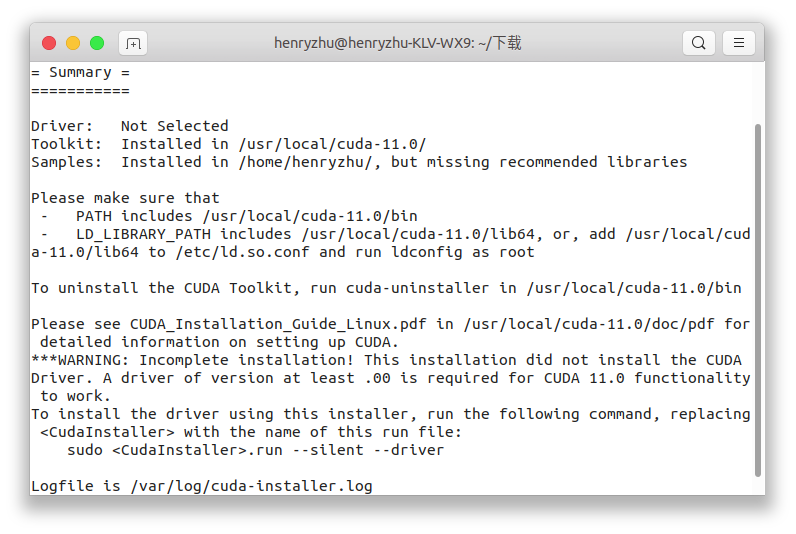 henryzhu@henryzhu-KLV-WX9: ~/下载
= Summary =
===========
Driver:   Not Selected
Toolkit:  Installed in /usr/local/cuda-11.0/
Samples:  Installed in /home/henryzhu/, but missing recommended libraries
Please make sure that
 -   PATH includes /usr/local/cuda-11.0/bin
 -   LD_LIBRARY_PATH includes /usr/local/cuda-11.0/lib64, or, add /usr/local/cud
a-11.0/lib64 to /etc/ld.so.conf and run ldconfig as root
To uninstall the CUDA Toolkit, run cuda-uninstaller in /usr/local/cuda-11.0/bin
Please see CUDA_Installation_Guide_Linux.pdf in /usr/local/cuda-11.0/doc/pdf for
 detailed information on setting up CUDA.
***WARNING: Incomplete installation! This installation did not install the CUDA
Driver. A driver of version at least .00 is required for CUDA 11.0 functionality
 to work.
To install the driver using this installer, run the following command, replacing
 <CudaInstaller> with the name of this run file:
    sudo <CudaInstaller>.run --silent --driver
Logfile is /var/log/cuda-installer.log